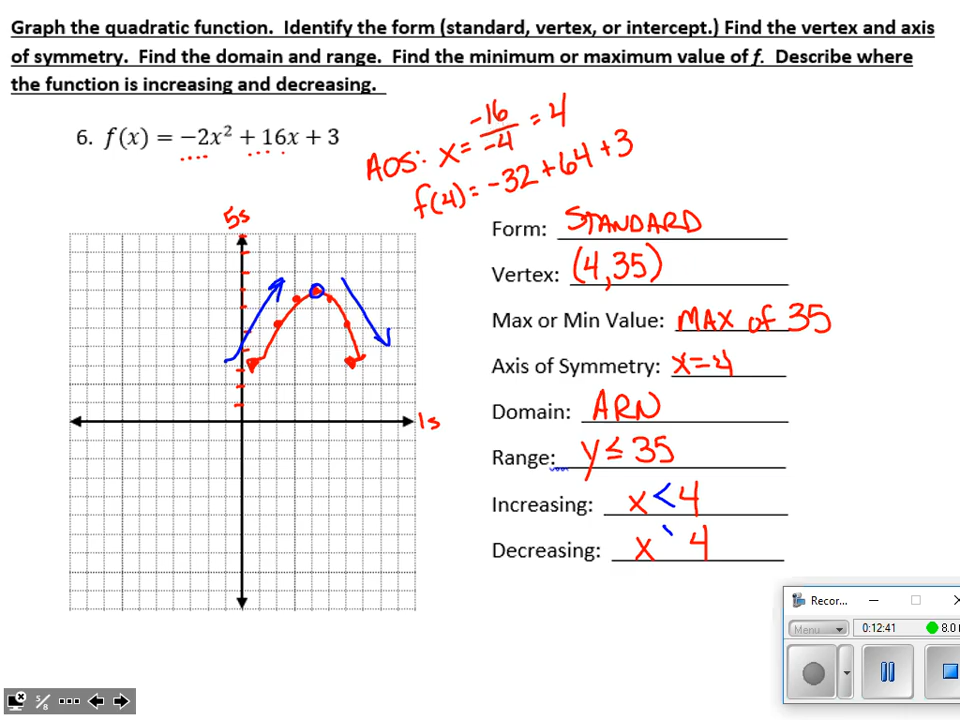 Graph the quadratic function. Identify the form (standard, vertex, or intercept.) Find the vertex and axis
of symmetry. Find the domain and range. Find the minimum or maximum value of f. Describe where
the function is increasing and decreasing.
6. f(x) = −2x² + 16x + 3
AOS: x = -16/-4 = 4
f(4) = -32 + 64 + 3
5s
1s
Form: STANDARD
Vertex: (4,35)
Max or Min Value: MAX of 35
Axis of Symmetry: x=4
Domain: ARN
Range: y ≤ 35
Increasing: x < 4
Decreasing: x 4
Recor...
Menu
0:12:41
8.0
5/8